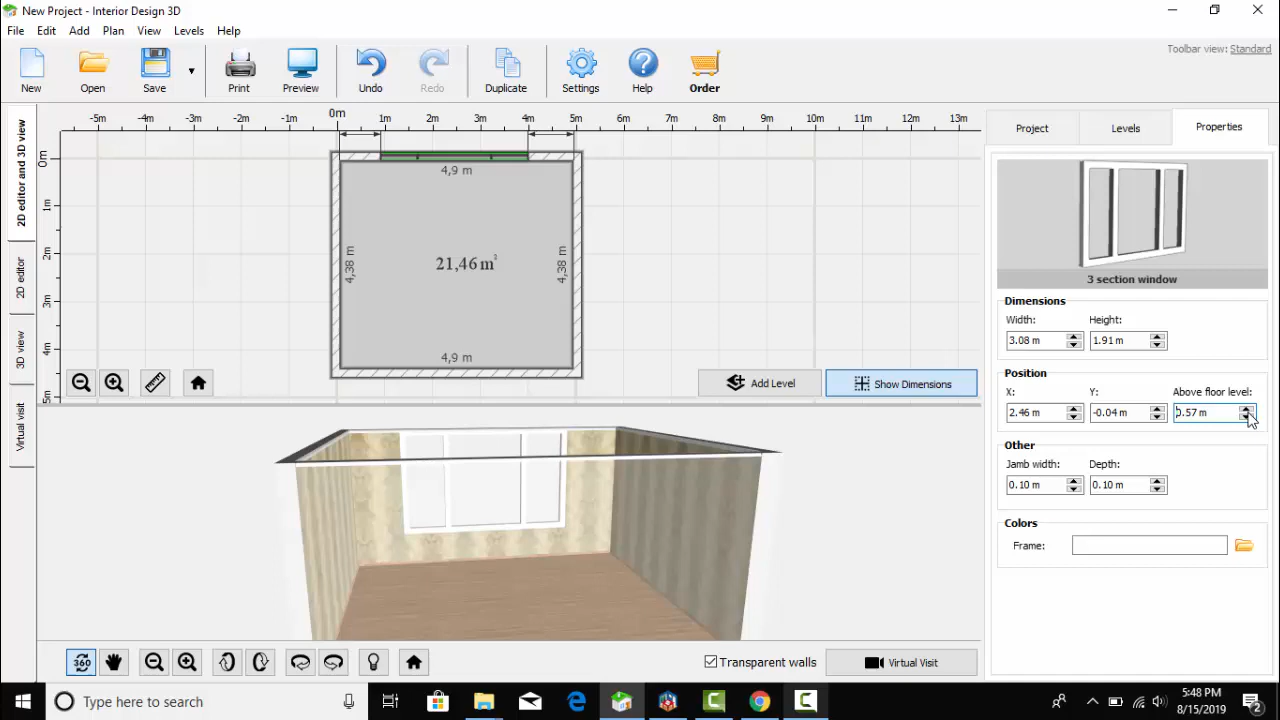 New Project - Interior Design 3D
File Edit Add Plan View Levels Help
Toolbar view: Standard
New Open Save Print Preview Undo Redo Duplicate Settings Help Order
2D editor and 3D view
2D editor
3D view
Virtual visit
-5m -4m -3m -2m -1m 0m 1m 2m 3m 4m 5m 6m 7m 8m 9m 10m 11m 12m 13m
0m
1m
2m
3m
4m
5m
4,9 m
4,38 m
21,46 m²
4,38 m
4,9 m
Add Level
Show Dimensions
Transparent walls
Virtual Visit
360
Project Levels Properties
3 section window
Dimensions
Width: Height:
3.08 m 1.91 m
Position
X: Y: Above floor level:
2.46 m -0.04 m 0.57 m
Other
Jamb width: Depth:
0.10 m 0.10 m
Colors
Frame:
Type here to search
5:48 PM
8/15/2019
2